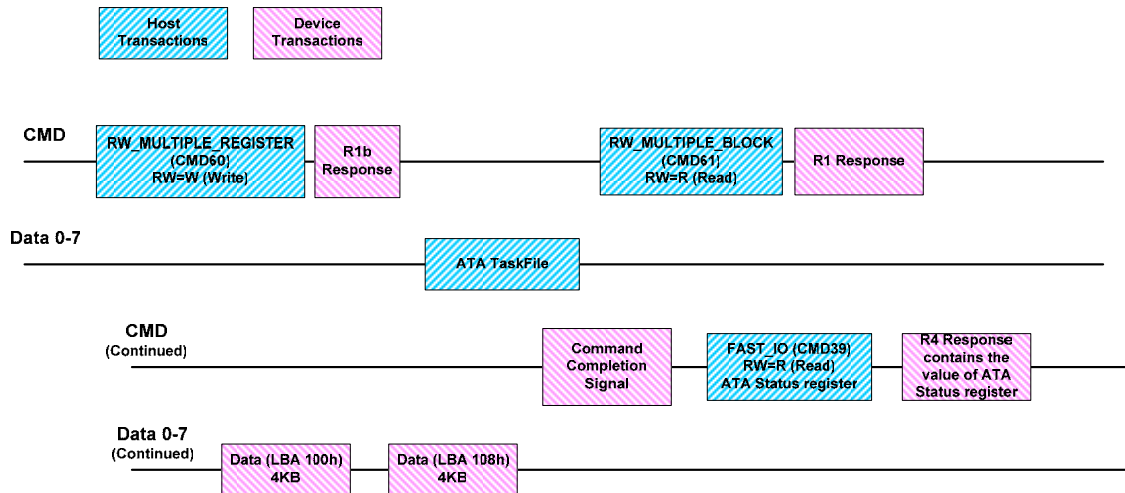 Host
Transactions
Device
Transactions
CMD
RW_MULTIPLE_REGISTER
(CMD60)
RW=W (Write)
R1b
Response
RW_MULTIPLE_BLOCK
(CMD61)
RW=R (Read)
R1 Response
Data 0-7
ATA TaskFile
CMD
(Continued)
Command
Completion
Signal
FAST_IO (CMD39)
RW=R (Read)
ATA Status register
R4 Response
contains the
value of ATA
Status register
Data 0-7
(Continued)
Data (LBA 100h)
4KB
Data (LBA 108h)
4KB